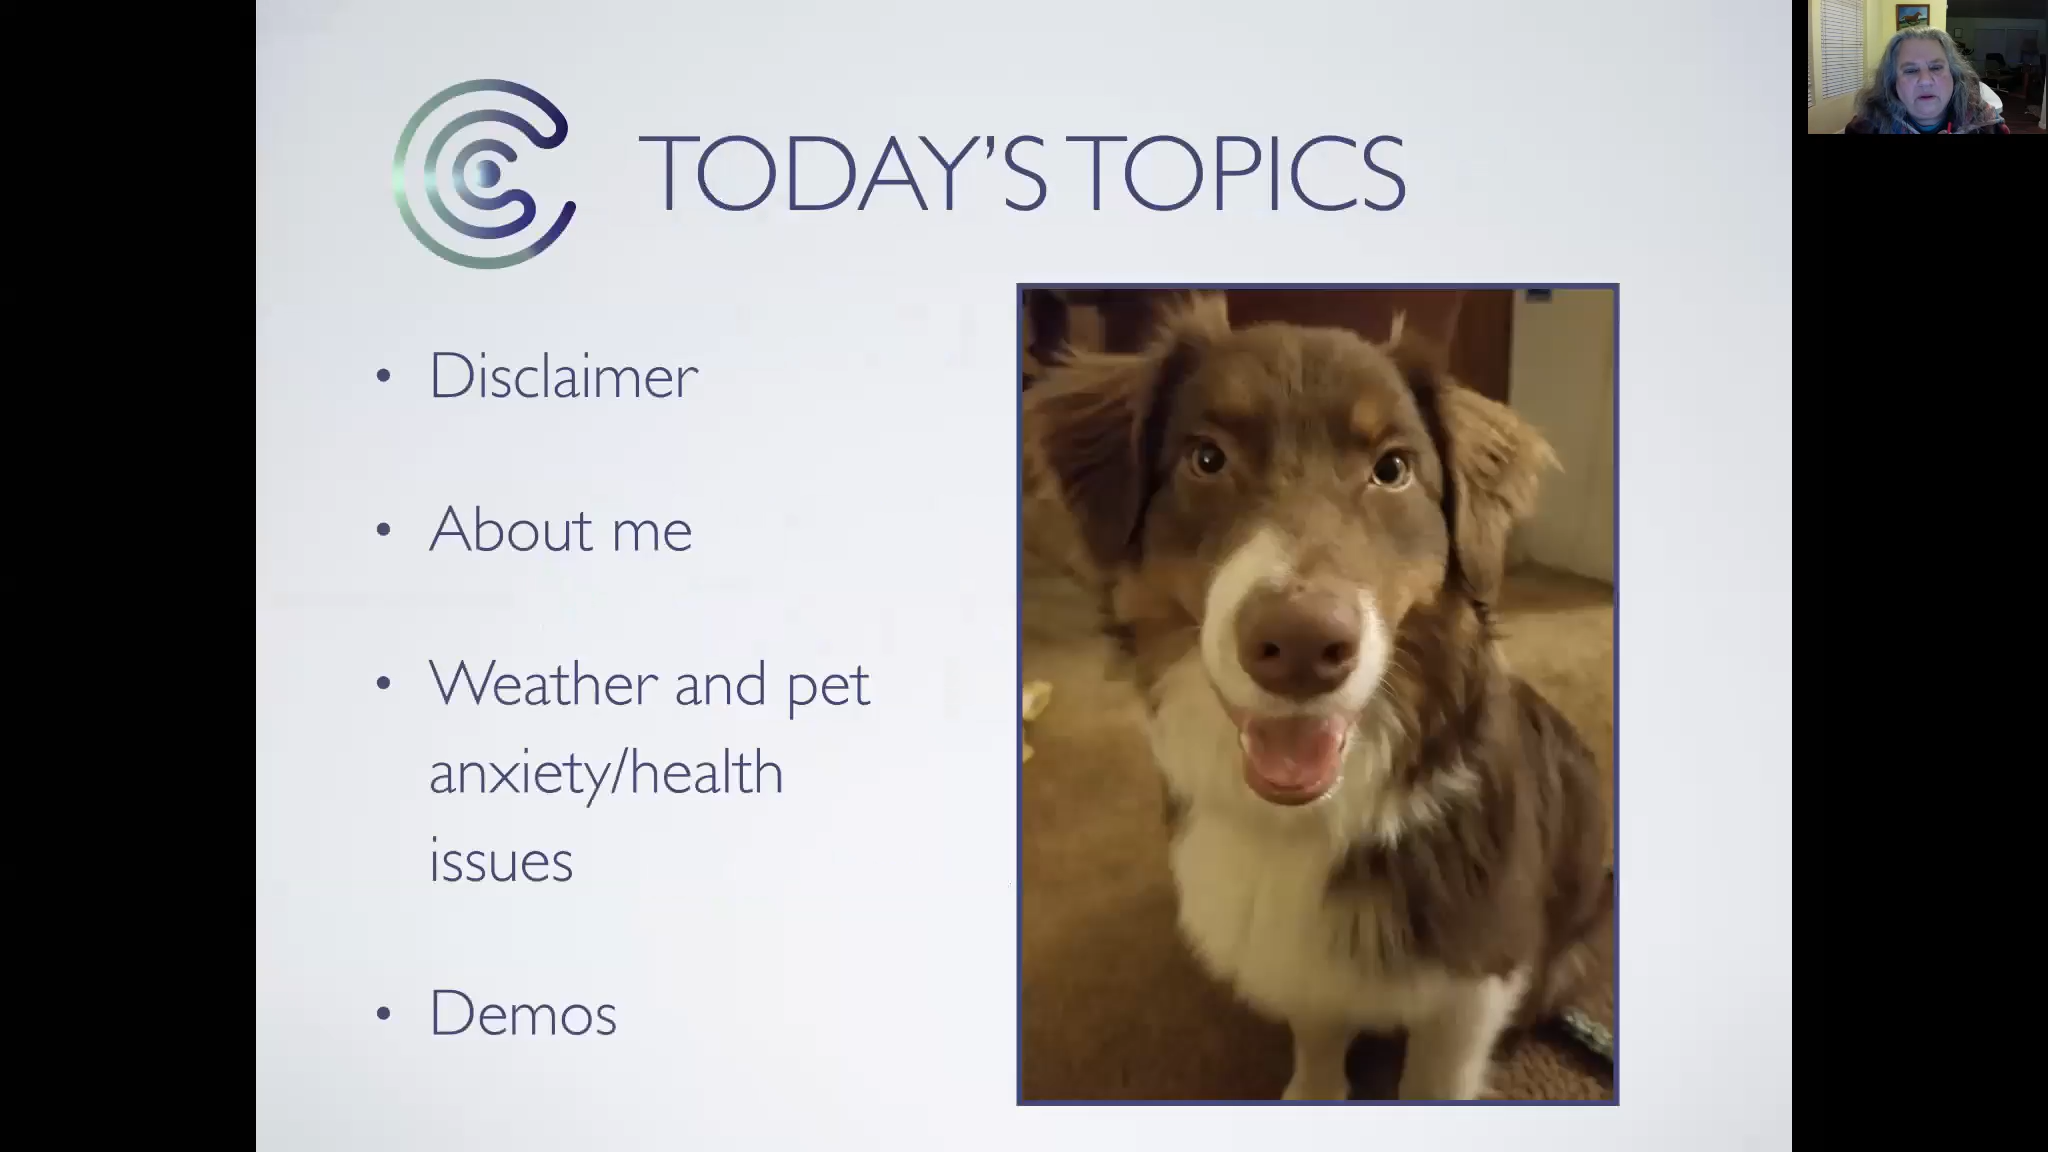 TODAY'S TOPICS
• Disclaimer
• About me
• Weather and pet
anxiety/health
issues
• Demos